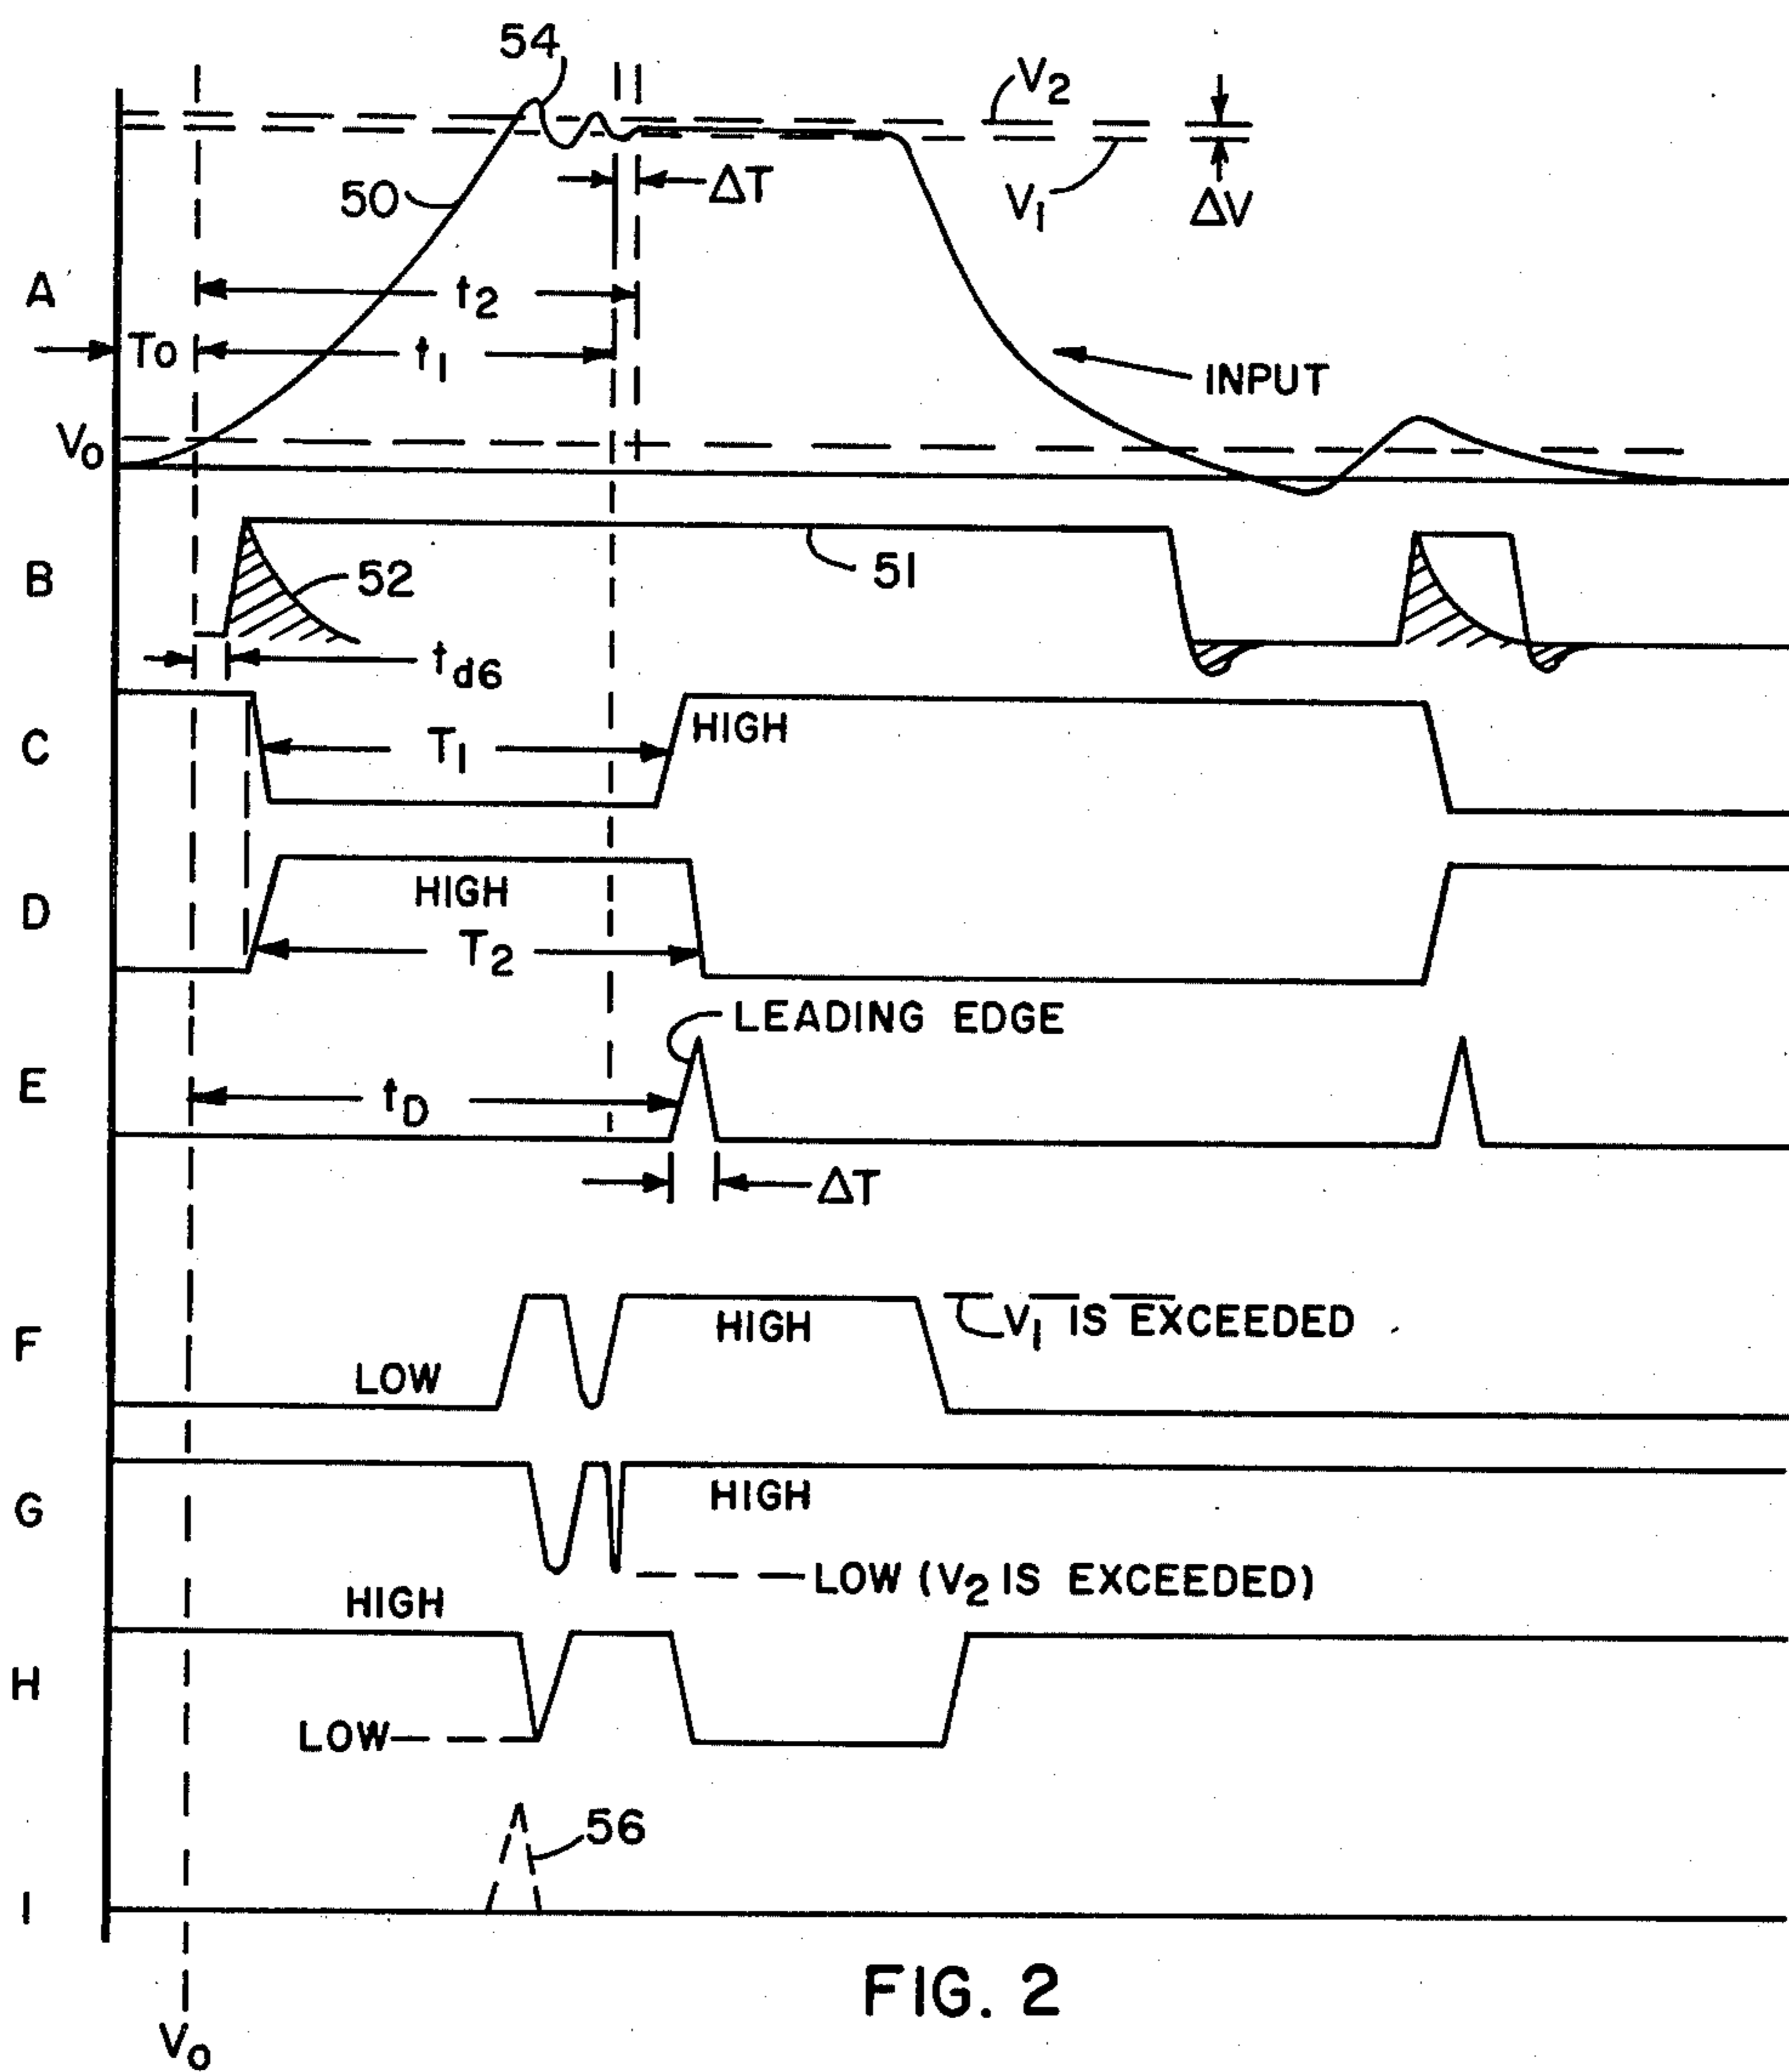 54
V2
50
ΔT
V1
ΔV
A
t2
To
t1
INPUT
Vo
B
52
51
td6
C
T1
HIGH
D
HIGH
T2
LEADING EDGE
E
tD
ΔT
F
LOW
HIGH
V1 IS EXCEEDED
G
HIGH
LOW (V2 IS EXCEEDED)
HIGH
H
LOW
56
I
FIG. 2
Vo